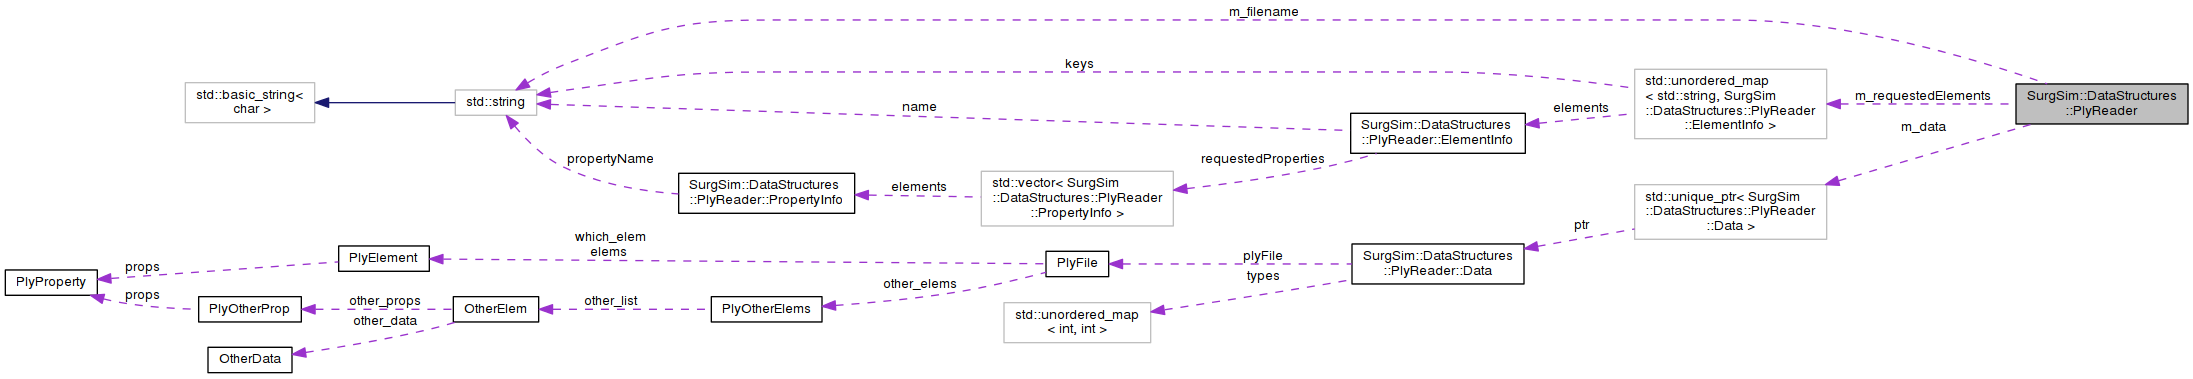 m_filename
keys
std::basic_string<
char >
std::string
name
std::unordered_map
< std::string, SurgSim
::DataStructures::PlyReader
::ElementInfo >
m_requestedElements
SurgSim::DataStructures
::PlyReader
elements
SurgSim::DataStructures
::PlyReader::ElementInfo
m_data
propertyName
requestedProperties
SurgSim::DataStructures
::PlyReader::PropertyInfo
elements
std::vector< SurgSim
::DataStructures::PlyReader
::PropertyInfo >
std::unique_ptr< SurgSim
::DataStructures::PlyReader
::Data >
ptr
which_elem
elems
PlyElement
PlyFile
plyFile
types
SurgSim::DataStructures
::PlyReader::Data
props
PlyProperty
props
other_elems
PlyOtherProp
other_props
other_data
OtherElem
other_list
PlyOtherElems
std::unordered_map
< int, int >
OtherData